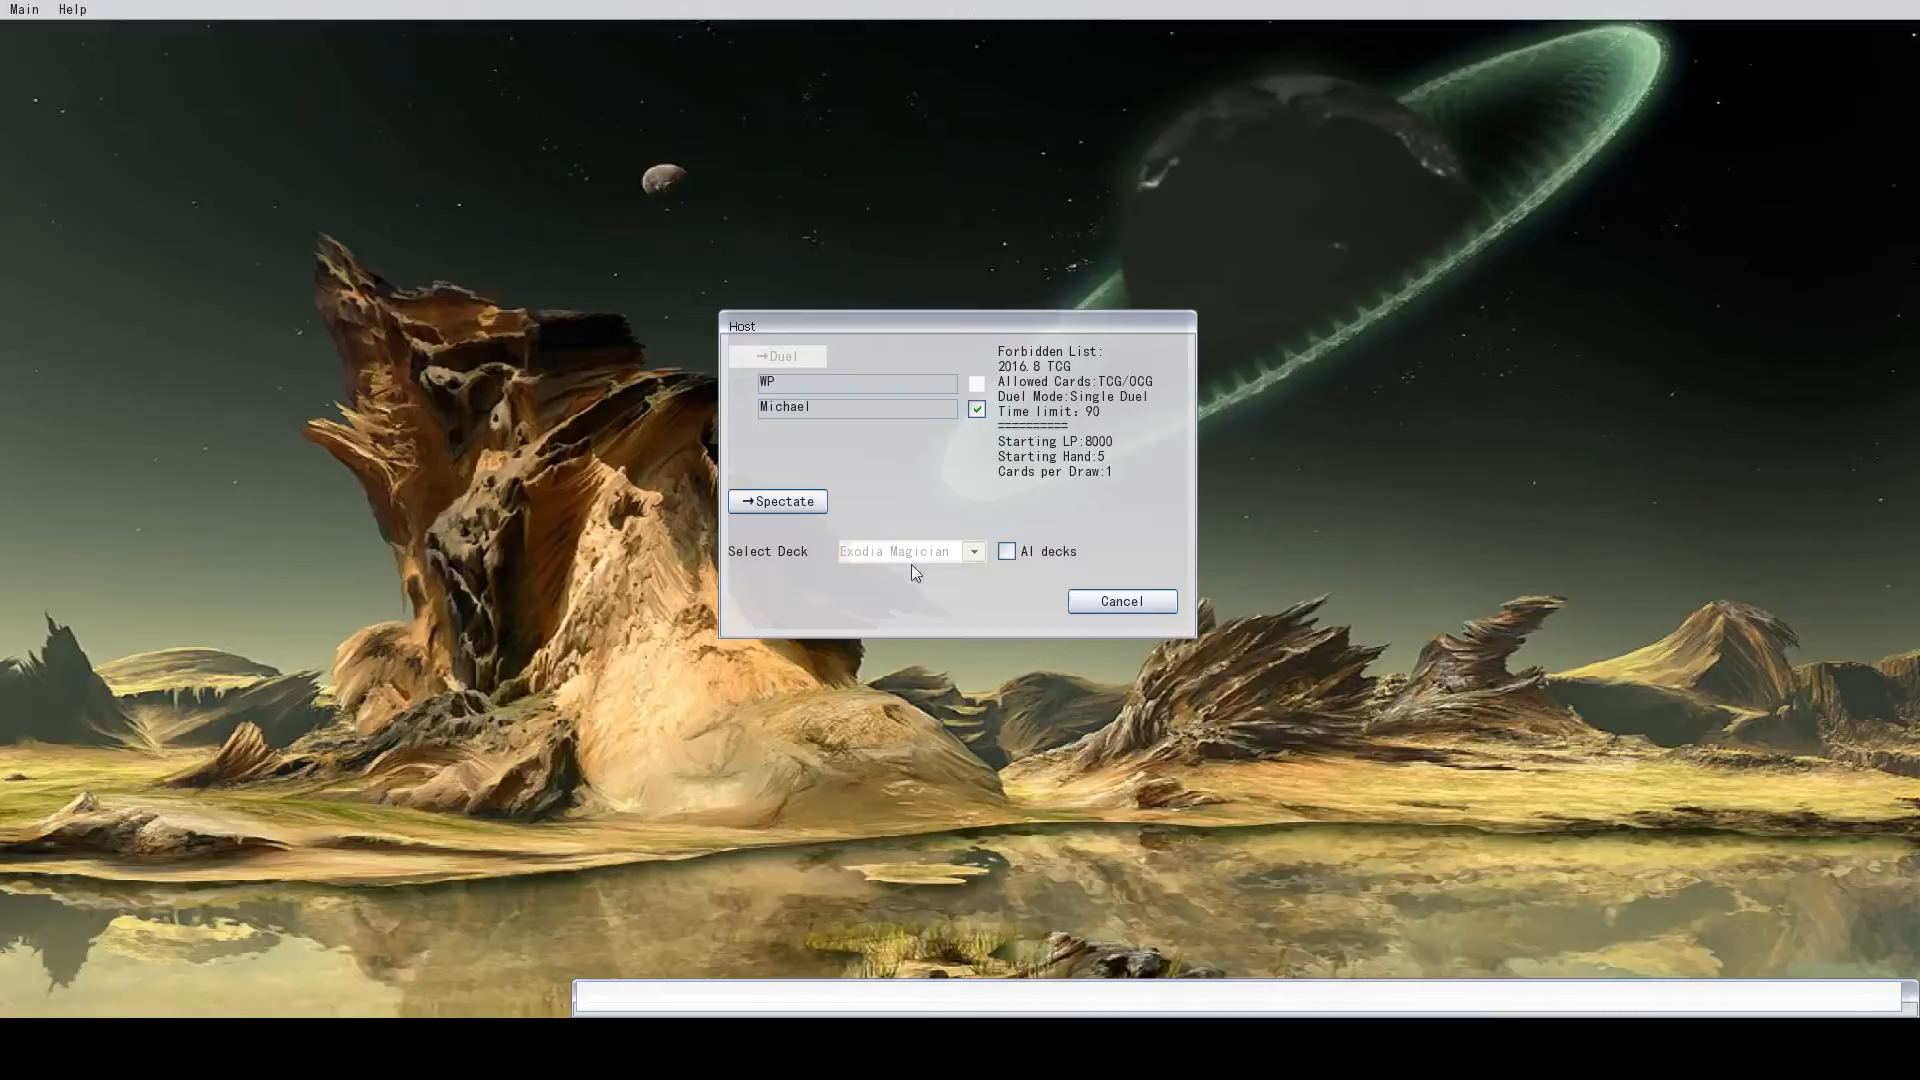 Main Help
Host
→Duel
WP
Michael
Forbidden List:
2016.8 TCG
Allowed Cards:TCG/OCG
Duel Mode:Single Duel
Time limit: 90
==========
Starting LP:8000
Starting Hand:5
Cards per Draw:1
→Spectate
Select Deck Exodia Magician AI decks
Cancel